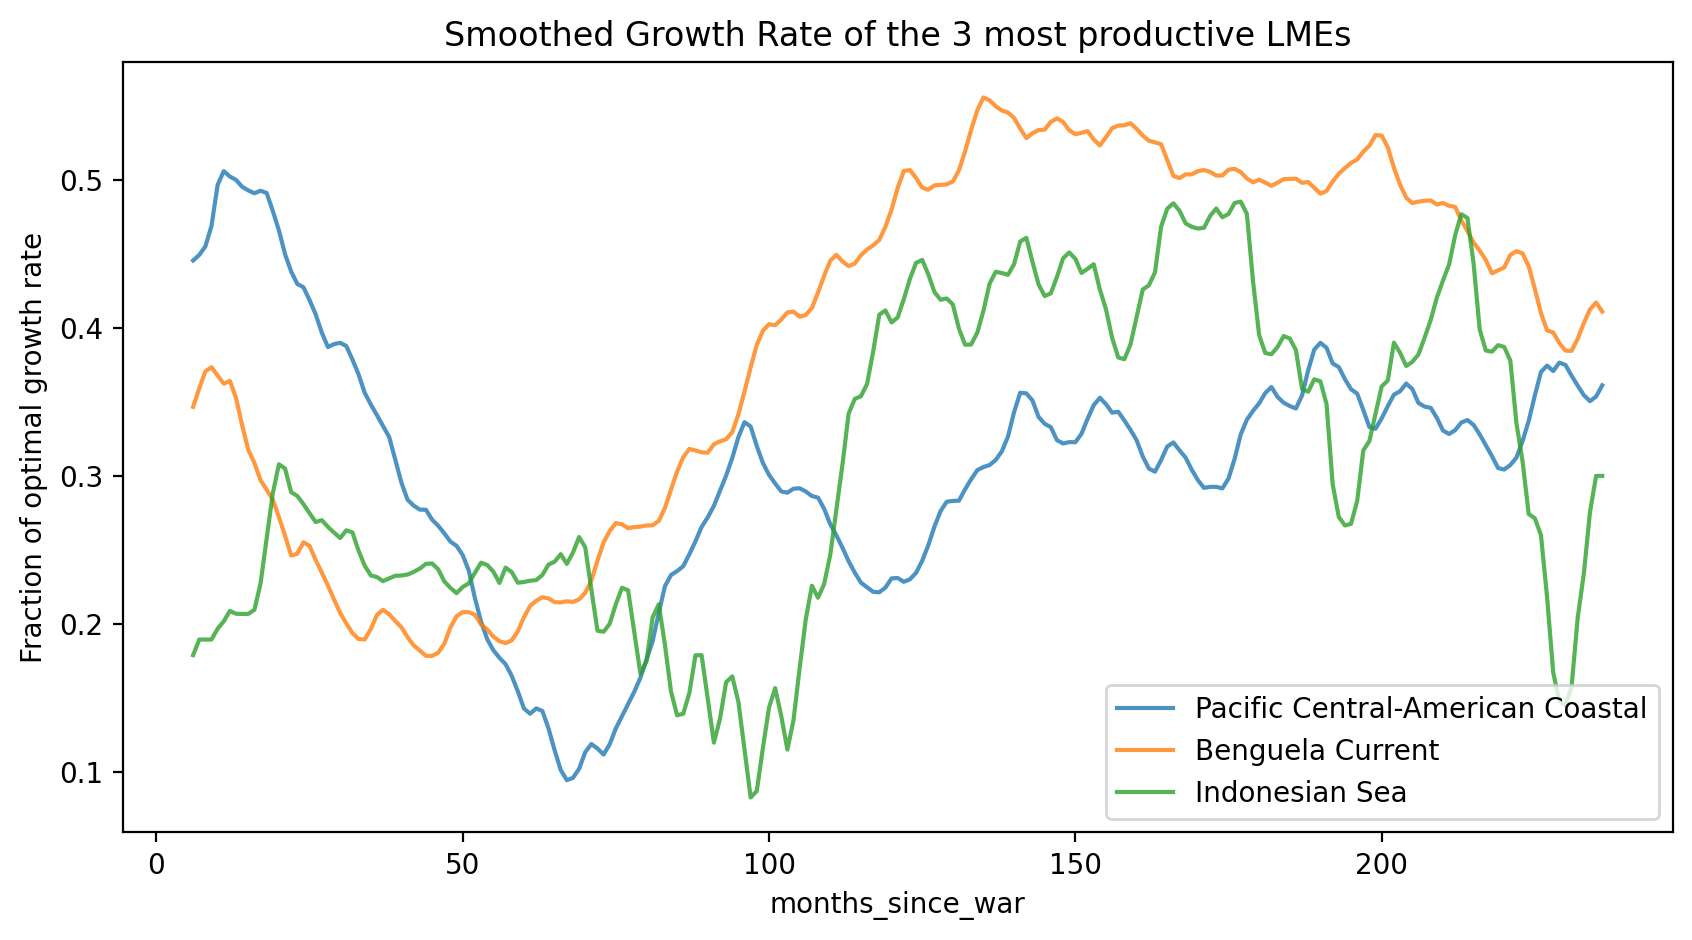 Smoothed Growth Rate of the 3 most productive LMEs
Fraction of optimal growth rate
0.5
0.4
0.3
0.2
0.1
0 50 100 150 200
months_since_war
Pacific Central-American Coastal
Benguela Current
Indonesian Sea